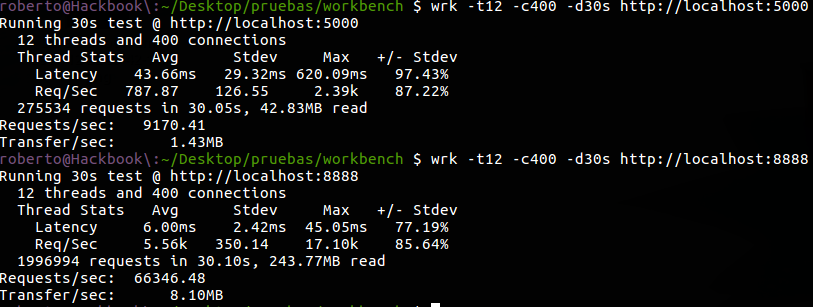 roberto@Hackbook\:~/Desktop/pruebas/workbench $ wrk -t12 -c400 -d30s http://localhost:5000
Running 30s test @ http://localhost:5000
  12 threads and 400 connections
  Thread Stats   Avg      Stdev     Max   +/- Stdev
    Latency    43.66ms   29.32ms 620.09ms   97.43%
    Req/Sec   787.87    126.55     2.39k    87.22%
  275534 requests in 30.05s, 42.83MB read
Requests/sec:   9170.41
Transfer/sec:      1.43MB
roberto@Hackbook\:~/Desktop/pruebas/workbench $ wrk -t12 -c400 -d30s http://localhost:8888
Running 30s test @ http://localhost:8888
  12 threads and 400 connections
  Thread Stats   Avg      Stdev     Max   +/- Stdev
    Latency     6.00ms    2.42ms  45.05ms   77.19%
    Req/Sec     5.56k   350.14    17.10k    85.64%
  1996994 requests in 30.10s, 243.77MB read
Requests/sec:  66346.48
Transfer/sec:      8.10MB